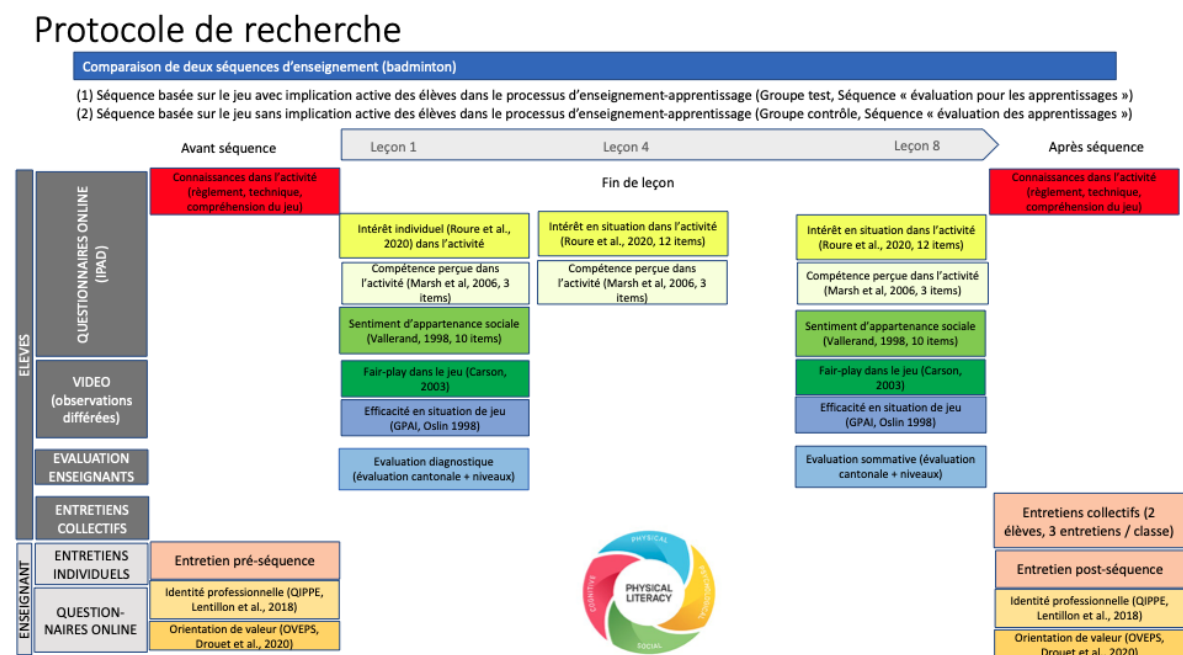 Protocole de recherche
Comparaison de deux séquences d'enseignement (badminton)
(1) Séquence basée sur le jeu avec implication active des élèves dans le processus d'enseignement-apprentissage (Groupe test, Séquence « évaluation pour les apprentissages »)
(2) Séquence basée sur le jeu sans implication active des élèves dans le processus d'enseignement-apprentissage (Groupe contrôle, Séquence « évaluation des apprentissages »)
Avant séquence
Leçon 1
Leçon 4
Leçon 8
Après séquence
ELEVES
QUESTIONNAIRES ONLINE
(IPAD)
Connaissances dans l'activité
(règlement, technique,
compréhension du jeu)
Fin de leçon
Connaissances dans l'activité
(règlement, technique,
compréhension du jeu)
Intérêt individuel (Roure et al.,
2020) dans l'activité
Intérêt en situation dans l'activité
(Roure et al., 2020, 12 items)
Intérêt en situation dans l'activité
(Roure et al., 2020, 12 items)
Compétence perçue dans
l'activité (Marsh et al, 2006, 3
items)
Compétence perçue dans
l'activité (Marsh et al, 2006, 3
items)
Compétence perçue dans l'activité
(Marsh et al, 2006, 3 items)
Sentiment d'appartenance sociale
(Vallerand, 1998, 10 items)
Sentiment d'appartenance sociale
(Vallerand, 1998, 10 items)
VIDEO
(observations
différées)
Fair-play dans le jeu (Carson,
2003)
Fair-play dans le jeu (Carson,
2003)
Efficacité en situation de jeu
(GPAI, Oslin 1998)
Efficacité en situation de jeu
(GPAI, Oslin 1998)
EVALUATION
ENSEIGNANTS
Evaluation diagnostique
(évaluation cantonale + niveaux)
Evaluation sommative (évaluation
cantonale + niveaux)
ENTRETIENS
COLLECTIFS
Entretiens collectifs (2
élèves, 3 entretiens / classe)
ENSEIGNANT
ENTRETIENS
INDIVIDUELS
Entretien pré-séquence
Entretien post-séquence
QUESTION-
NAIRES ONLINE
Identité professionnelle (QIPPE,
Lentillon et al., 2018)
Identité professionnelle (QIPPE,
Lentillon et al., 2018)
Orientation de valeur (OVEPS,
Drouet et al., 2020)
Orientation de valeur (OVEPS,
Drouet et al., 2020)
PHYSICAL
PSYCHOLOGICAL
SOCIAL
COGNITIVE
PHYSICAL
LITERACY